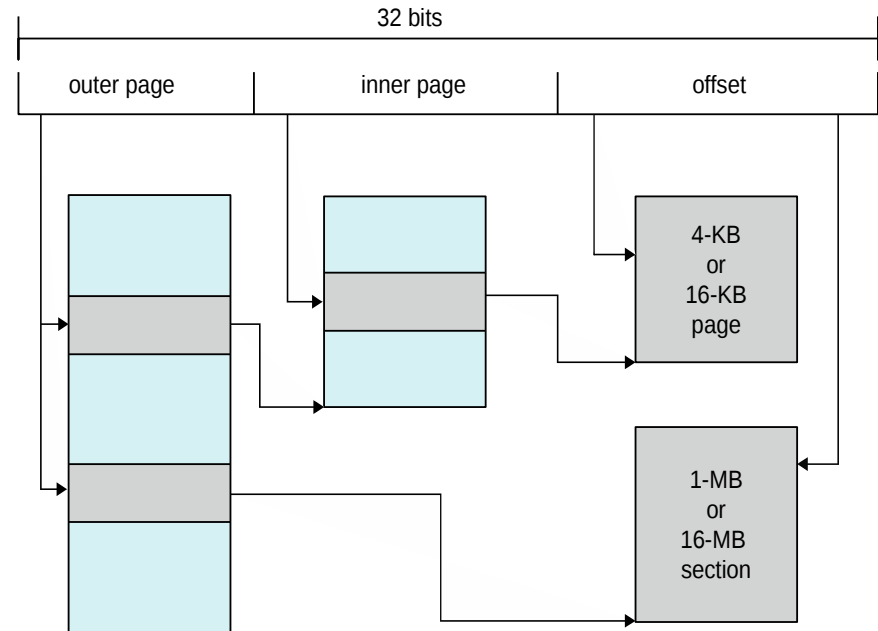 32 bits
outer page
inner page
offset
4-KB
or
16-KB
page
1-MB
or
16-MB
section